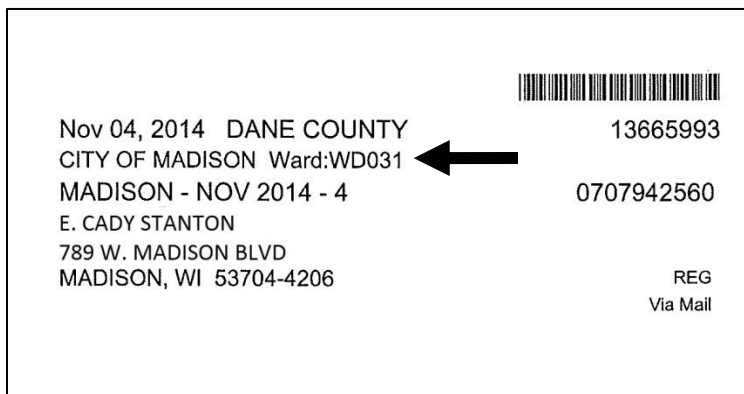 Nov 04, 2014 DANE COUNTY 13665993
CITY OF MADISON Ward:WD031
MADISON - NOV 2014 - 4 0707942560
E. CADY STANTON
789 W. MADISON BLVD
MADISON, WI 53704-4206 REG
Via Mail